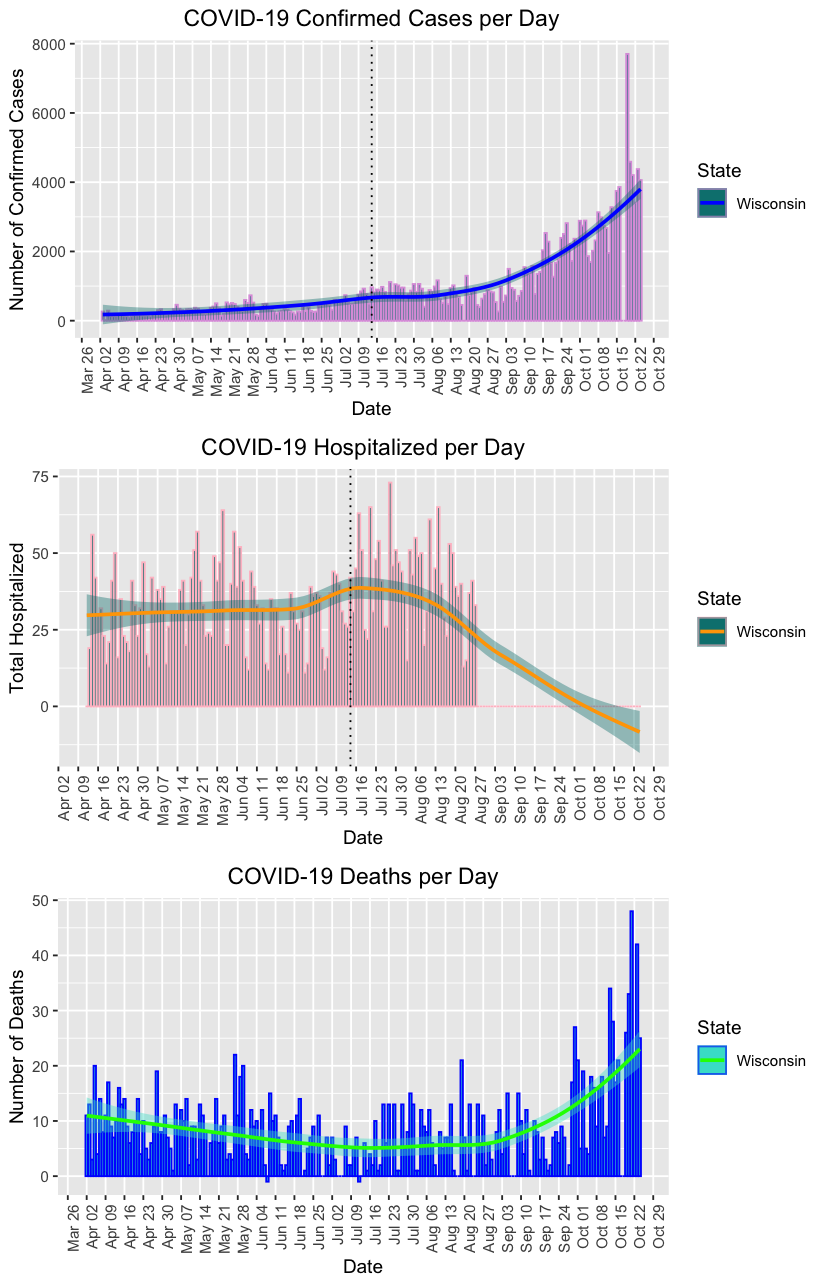 COVID-19 Confirmed Cases per Day
8000
6000
4000
2000
0
Number of Confirmed Cases
Mar 26
Apr 02
Apr 09
Apr 16
Apr 23
Apr 30
May 07
May 14
May 21
May 28
Jun 04
Jun 11
Jun 18
Jun 25
Jul 02
Jul 09
Jul 16
Jul 23
Jul 30
Aug 06
Aug 13
Aug 20
Aug 27
Sep 03
Sep 10
Sep 17
Sep 24
Oct 01
Oct 08
Oct 15
Oct 22
Oct 29
Date
State
Wisconsin
COVID-19 Hospitalized per Day
75
50
25
0
Total Hospitalized
Apr 02
Apr 09
Apr 16
Apr 23
Apr 30
May 07
May 14
May 21
May 28
Jun 04
Jun 11
Jun 18
Jun 25
Jul 02
Jul 09
Jul 16
Jul 23
Jul 30
Aug 06
Aug 13
Aug 20
Aug 27
Sep 03
Sep 10
Sep 17
Sep 24
Oct 01
Oct 08
Oct 15
Oct 22
Oct 29
Date
State
Wisconsin
COVID-19 Deaths per Day
50
40
30
20
10
0
Number of Deaths
Mar 26
Apr 02
Apr 09
Apr 16
Apr 23
Apr 30
May 07
May 14
May 21
May 28
Jun 04
Jun 11
Jun 18
Jun 25
Jul 02
Jul 09
Jul 16
Jul 23
Jul 30
Aug 06
Aug 13
Aug 20
Aug 27
Sep 03
Sep 10
Sep 17
Sep 24
Oct 01
Oct 08
Oct 15
Oct 22
Oct 29
Date
State
Wisconsin